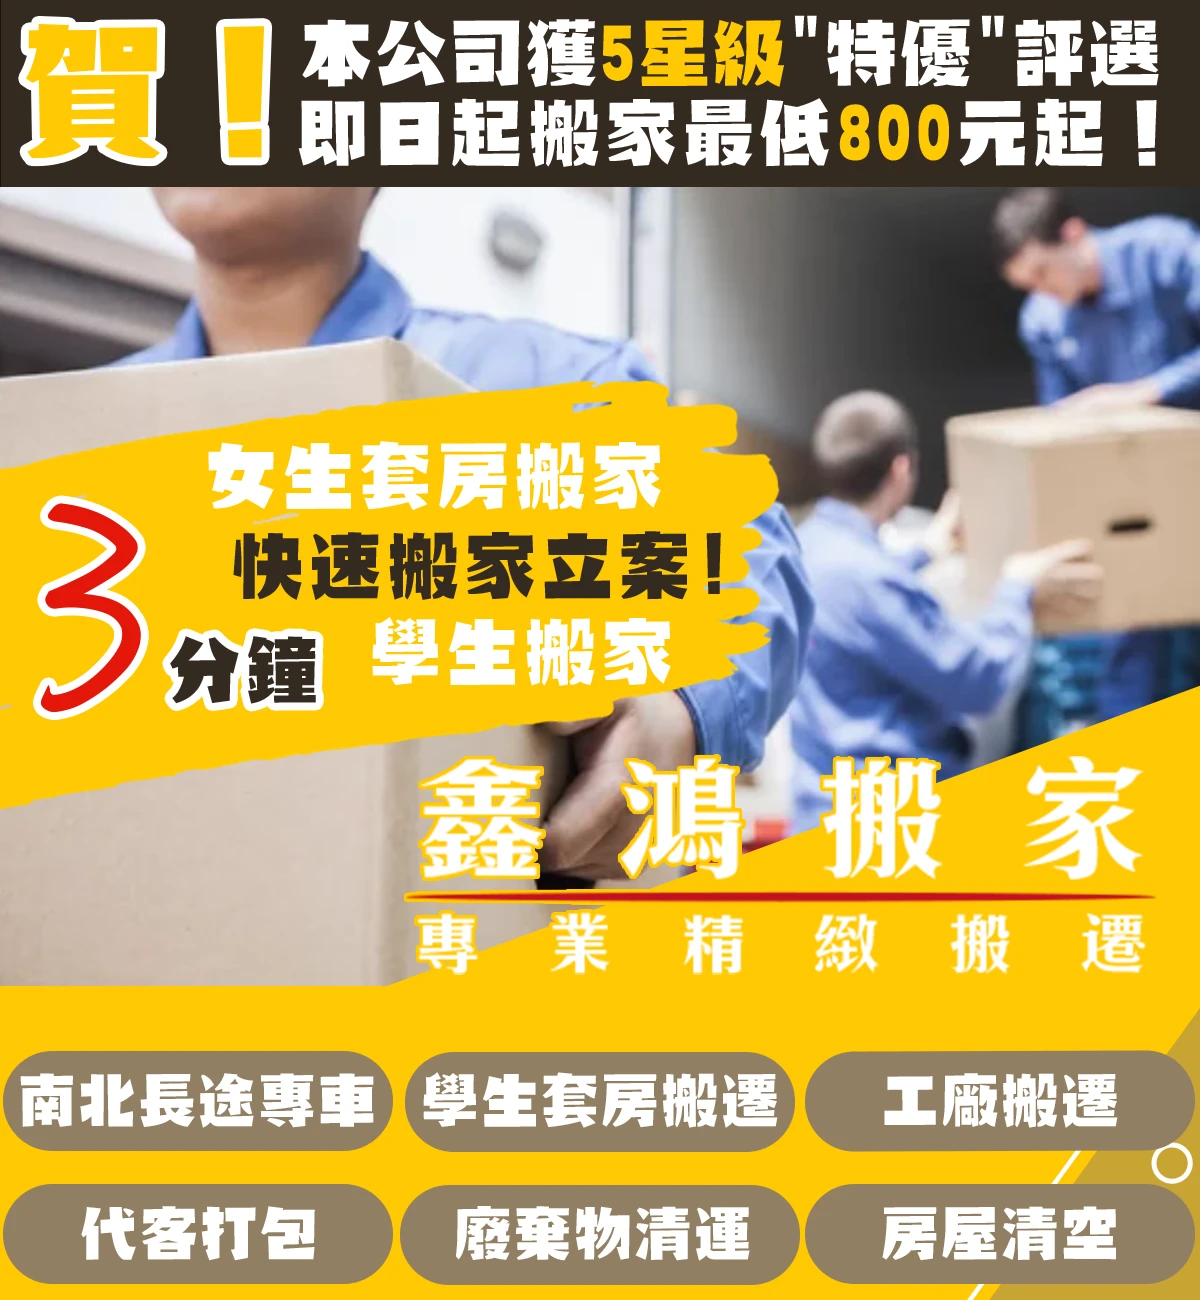 賀！
本公司獲5星級"特優"評選
即日起搬家最低800元起！
女生套房搬家
快速搬家立案！
3分鐘
學生搬家
鑫鴻搬家
專業精緻搬遷
南北長途專車
學生套房搬遷
工廠搬遷
代客打包
廢棄物清運
房屋清空